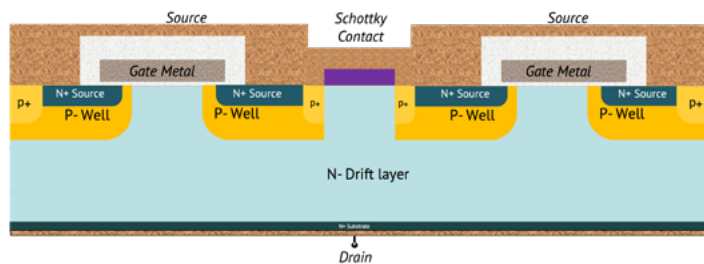 Source
Schottky
Contact
Source
Gate Metal
Gate Metal
p+
N+ Source
N+ Source
p+
p+
N+ Source
N+ Source
p+
P- Well
P- Well
P- Well
P- Well
N- Drift layer
N+ Substrate
Drain